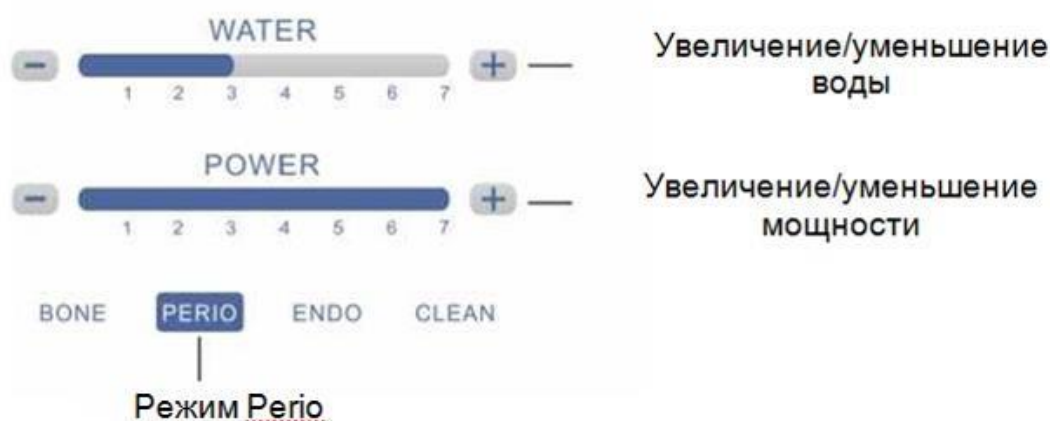 WATER
- + Увеличение/уменьшение
воды
1 2 3 4 5 6 7
POWER
- + Увеличение/уменьшение
мощности
1 2 3 4 5 6 7
BONE PERIO ENDO CLEAN
Режим Perio